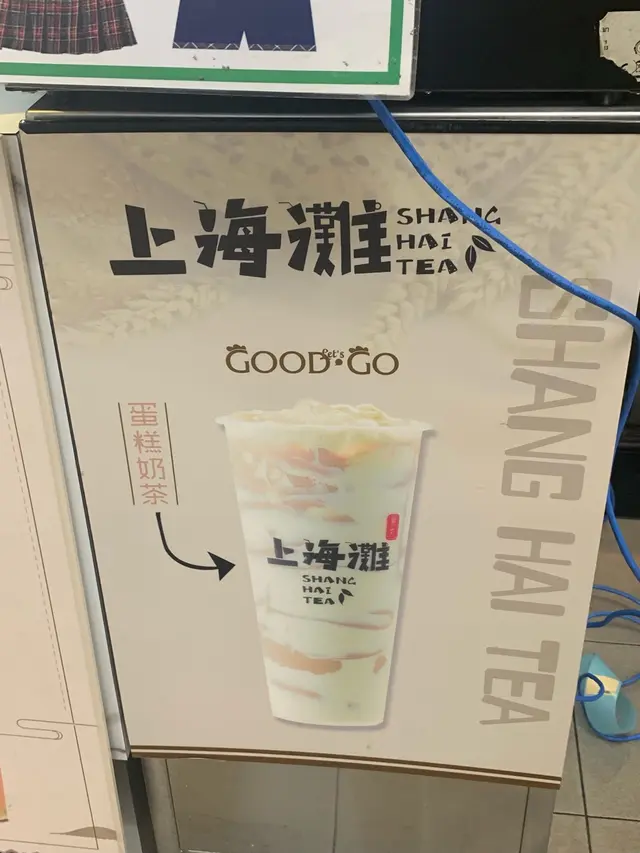 上海灘
SHANG
HAI
TEA
GOOD Let's GO
蛋糕奶茶
上海灘
SHANG
HAI
TEA
SHANG HAI TEA